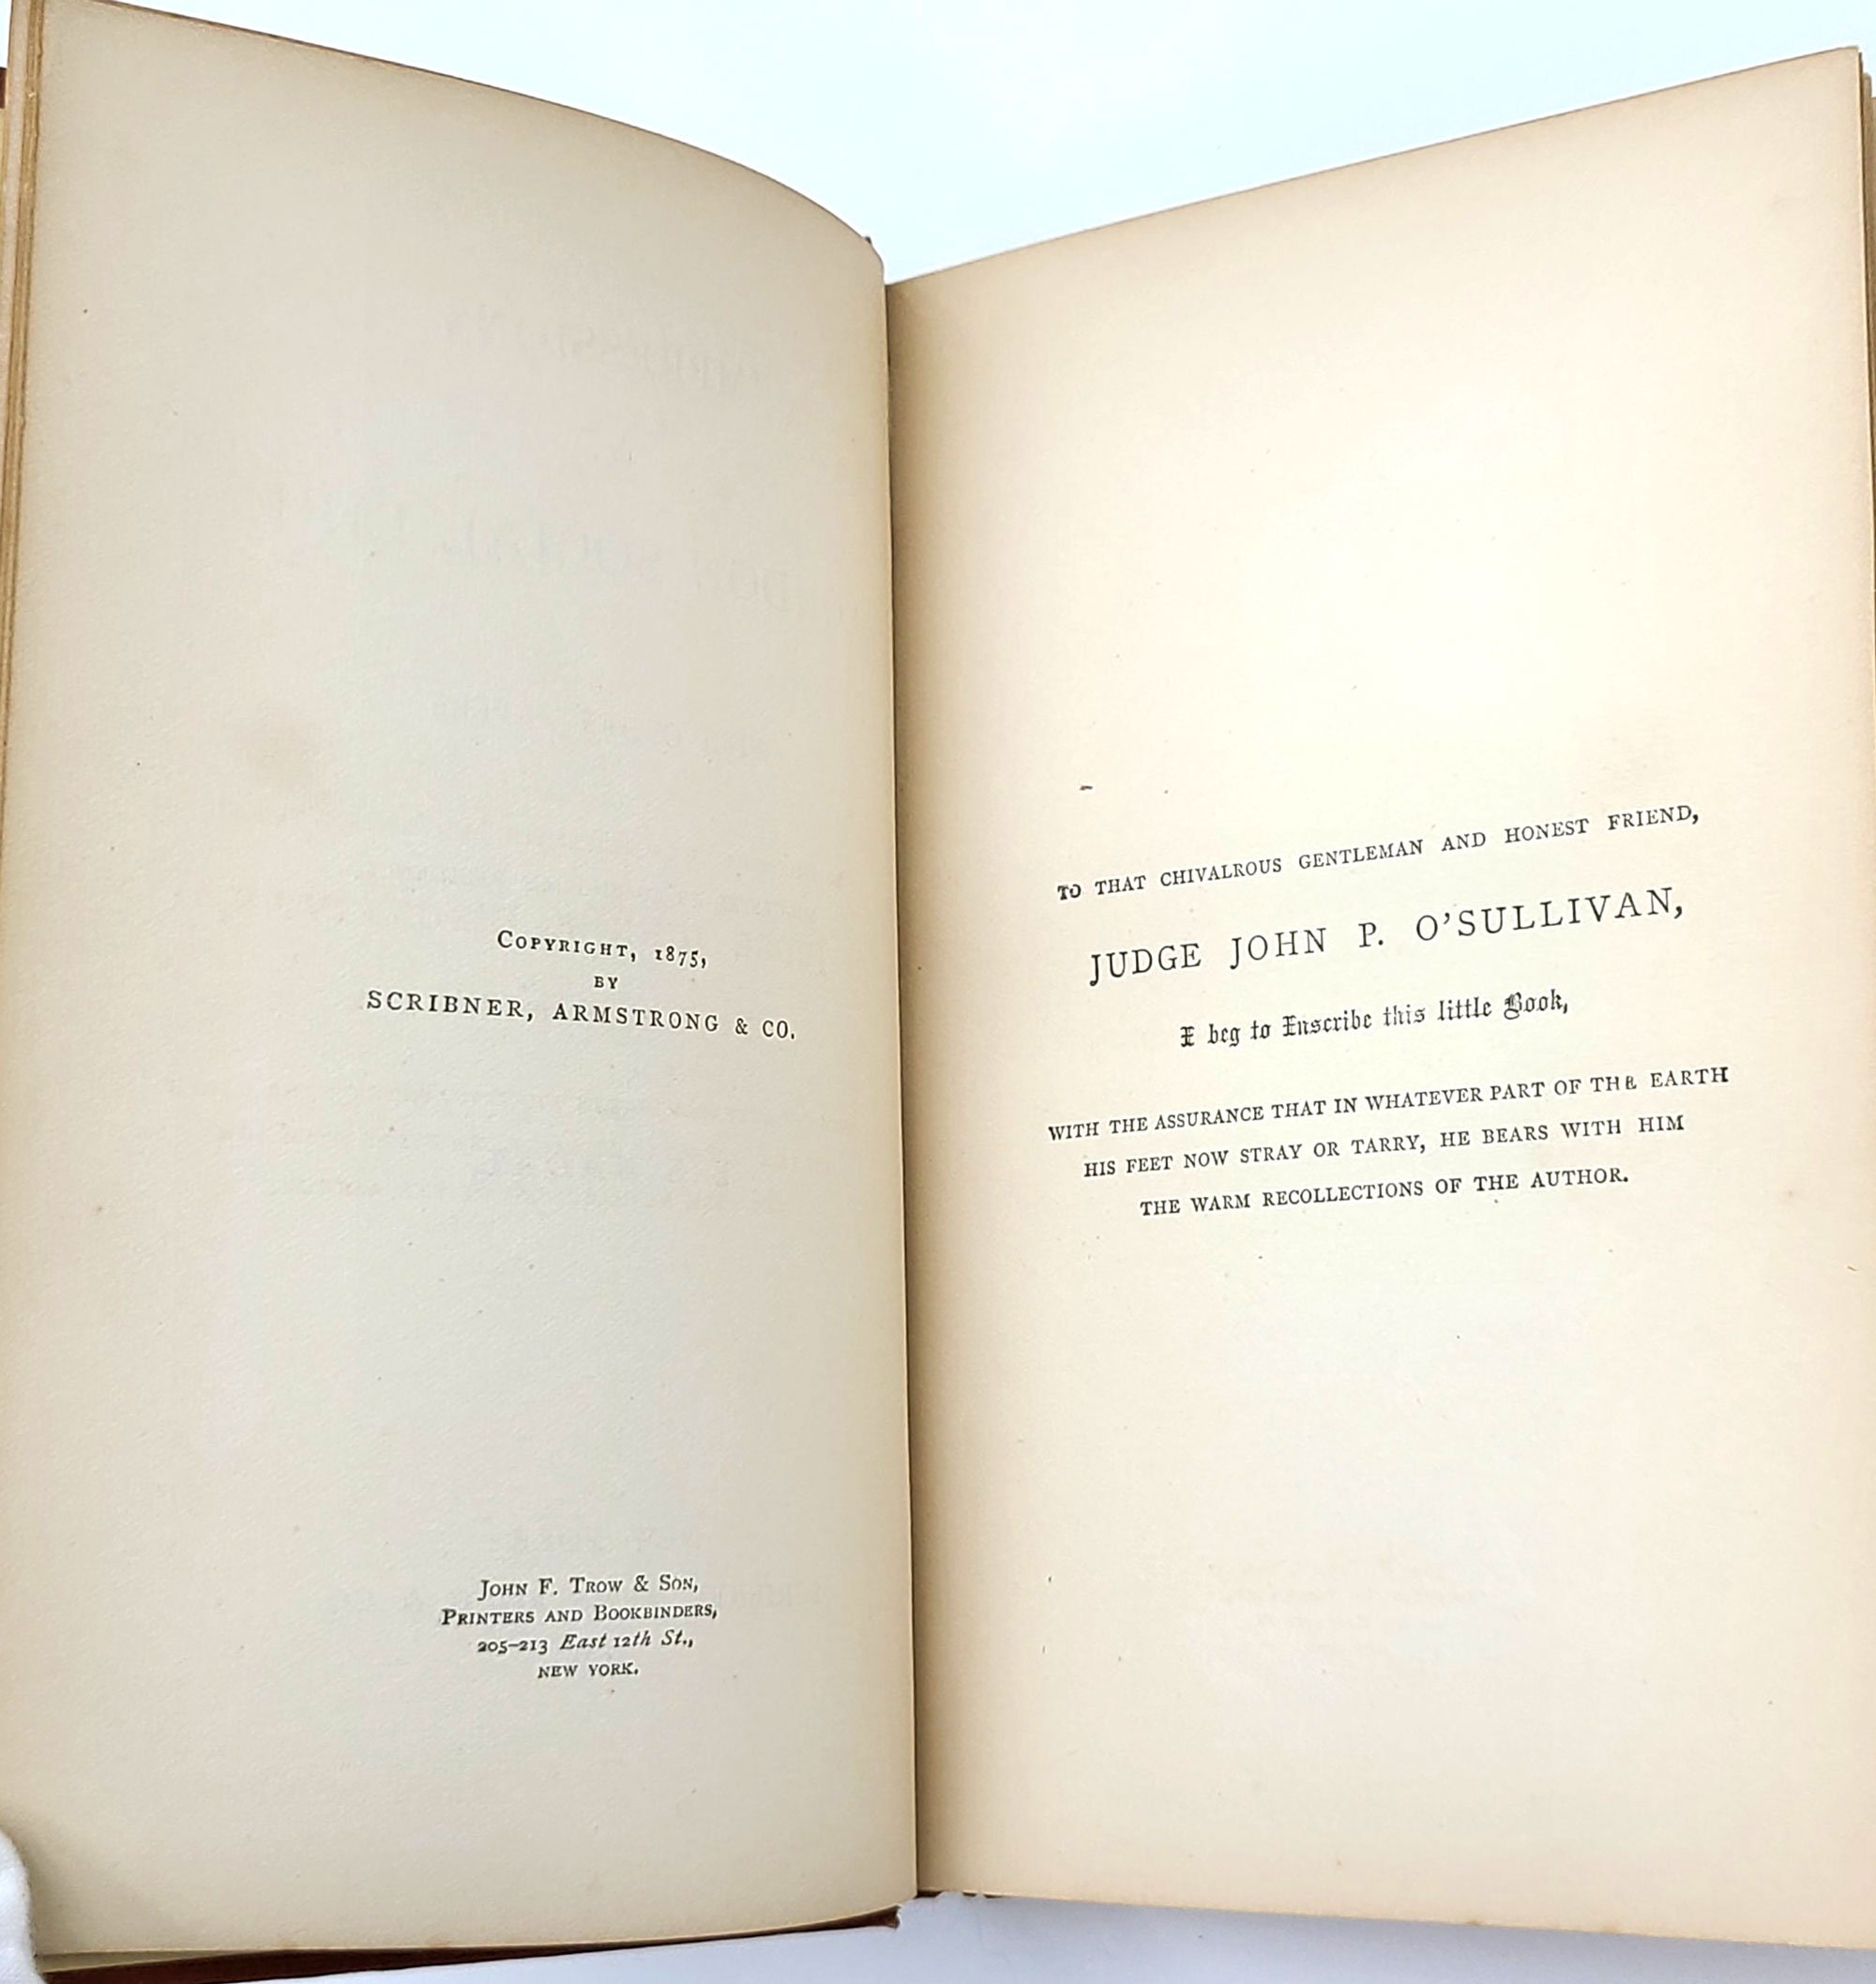 COPYRIGHT, 1875,
BY
SCRIBNER, ARMSTRONG & CO.
JOHN F. TROW & SON,
PRINTERS AND BOOKBINDERS,
205–213 East 12th St.,
NEW YORK.
TO THAT CHIVALROUS GENTLEMAN AND HONEST FRIEND,
JUDGE JOHN P. O'SULLIVAN,
I beg to Inscribe this little Book,
WITH THE ASSURANCE THAT IN WHATEVER PART OF THE EARTH
HIS FEET NOW STRAY OR TARRY, HE BEARS WITH HIM
THE WARM RECOLLECTIONS OF THE AUTHOR.